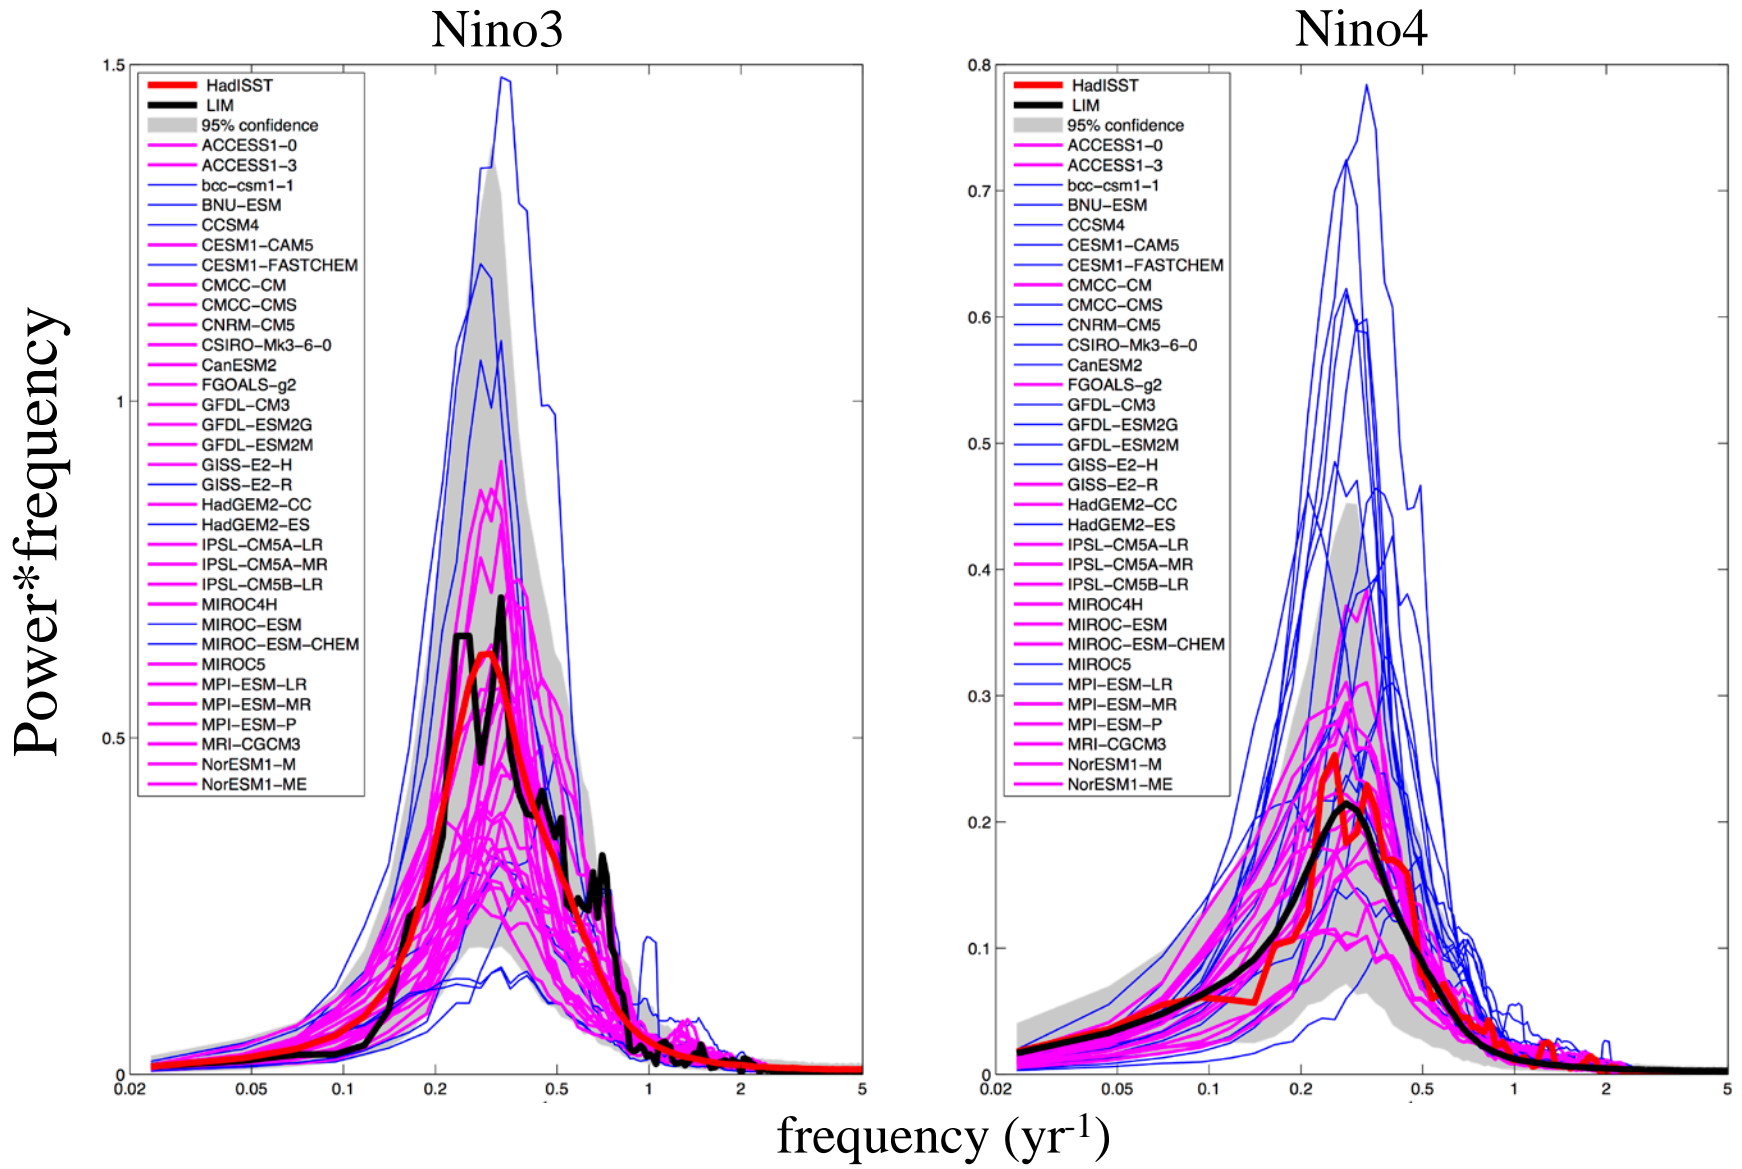 Nino3
Nino4
Power*frequency
1.5
1
0.5
0
HadISST
LIM
95% confidence
ACCESS1-0
ACCESS1-3
bcc-csm1-1
BNU-ESM
CCSM4
CESM1-CAM5
CESM1-FASTCHEM
CMCC-CM
CMCC-CMS
CNRM-CM5
CSIRO-Mk3-6-0
CanESM2
FGOALS-g2
GFDL-CM3
GFDL-ESM2G
GFDL-ESM2M
GISS-E2-H
GISS-E2-R
HadGEM2-CC
HadGEM2-ES
IPSL-CM5A-LR
IPSL-CM5A-MR
IPSL-CM5B-LR
MIROC4H
MIROC-ESM
MIROC-ESM-CHEM
MIROC5
MPI-ESM-LR
MPI-ESM-MR
MPI-ESM-P
MRI-CGCM3
NorESM1-M
NorESM1-ME
0.02 0.05 0.1 0.2 0.5 1 2 5
0.8
0.7
0.6
0.5
0.4
0.3
0.2
0.1
0
HadISST
LIM
95% confidence
ACCESS1-0
ACCESS1-3
bcc-csm1-1
BNU-ESM
CCSM4
CESM1-CAM5
CESM1-FASTCHEM
CMCC-CM
CMCC-CMS
CNRM-CM5
CSIRO-Mk3-6-0
CanESM2
FGOALS-g2
GFDL-CM3
GFDL-ESM2G
GFDL-ESM2M
GISS-E2-H
GISS-E2-R
HadGEM2-CC
HadGEM2-ES
IPSL-CM5A-LR
IPSL-CM5A-MR
IPSL-CM5B-LR
MIROC4H
MIROC-ESM
MIROC-ESM-CHEM
MIROC5
MPI-ESM-LR
MPI-ESM-MR
MPI-ESM-P
MRI-CGCM3
NorESM1-M
NorESM1-ME
0.02 0.05 0.1 0.2 0.5 1 2 5
frequency (yr⁻¹)